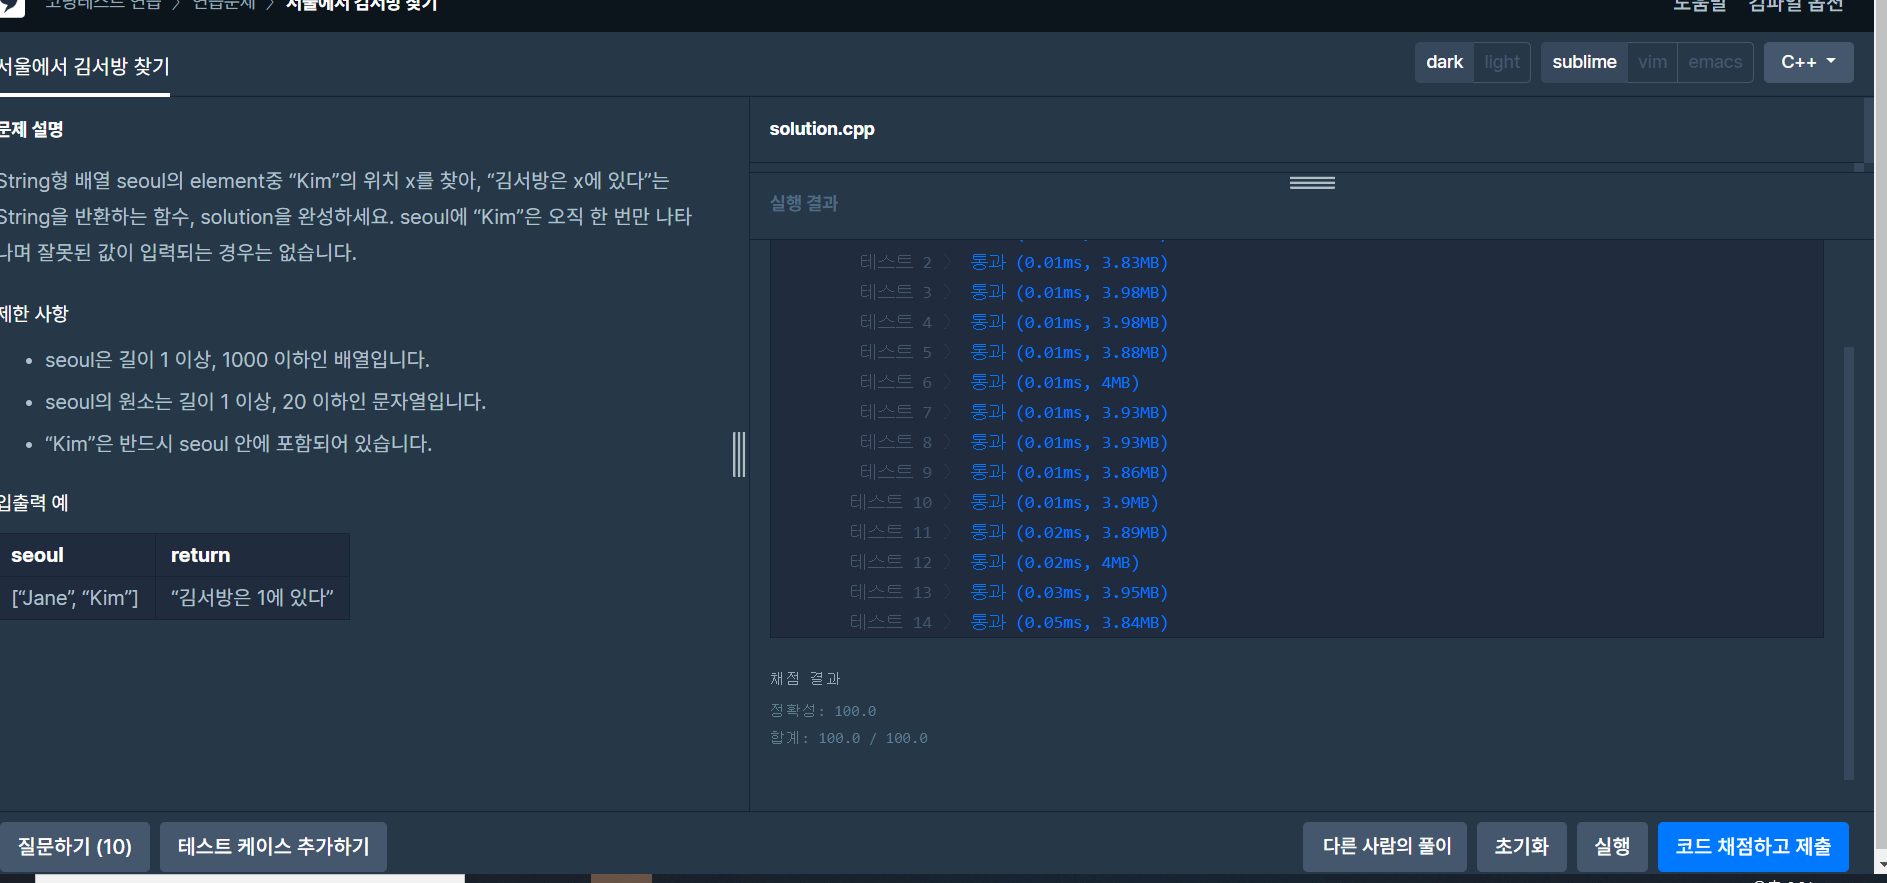 코딩테스트 연습 > 연습문제 > 서울에서 김서방 찾기
도움말 컴파일 옵션
서울에서 김서방 찾기
dark light sublime vim emacs C++
문제 설명
String형 배열 seoul의 element중 “Kim”의 위치 x를 찾아, “김서방은 x에 있다”는
String을 반환하는 함수, solution을 완성하세요. seoul에 “Kim”은 오직 한 번만 나타
나며 잘못된 값이 입력되는 경우는 없습니다.
제한 사항
• seoul은 길이 1 이상, 1000 이하인 배열입니다.
• seoul의 원소는 길이 1 이상, 20 이하인 문자열입니다.
• “Kim”은 반드시 seoul 안에 포함되어 있습니다.
입출력 예
seoul return
[“Jane”, “Kim”] “김서방은 1에 있다”
solution.cpp
실행 결과
테스트 2 > 통과 (0.01ms, 3.83MB)
테스트 3 > 통과 (0.01ms, 3.98MB)
테스트 4 > 통과 (0.01ms, 3.98MB)
테스트 5 > 통과 (0.01ms, 3.88MB)
테스트 6 > 통과 (0.01ms, 4MB)
테스트 7 > 통과 (0.01ms, 3.93MB)
테스트 8 > 통과 (0.01ms, 3.93MB)
테스트 9 > 통과 (0.01ms, 3.86MB)
테스트 10 > 통과 (0.01ms, 3.9MB)
테스트 11 > 통과 (0.02ms, 3.89MB)
테스트 12 > 통과 (0.02ms, 4MB)
테스트 13 > 통과 (0.03ms, 3.95MB)
테스트 14 > 통과 (0.05ms, 3.84MB)
채점 결과
정확성: 100.0
합계: 100.0 / 100.0
질문하기 (10) 테스트 케이스 추가하기 다른 사람의 풀이 초기화 실행 코드 채점하고 제출